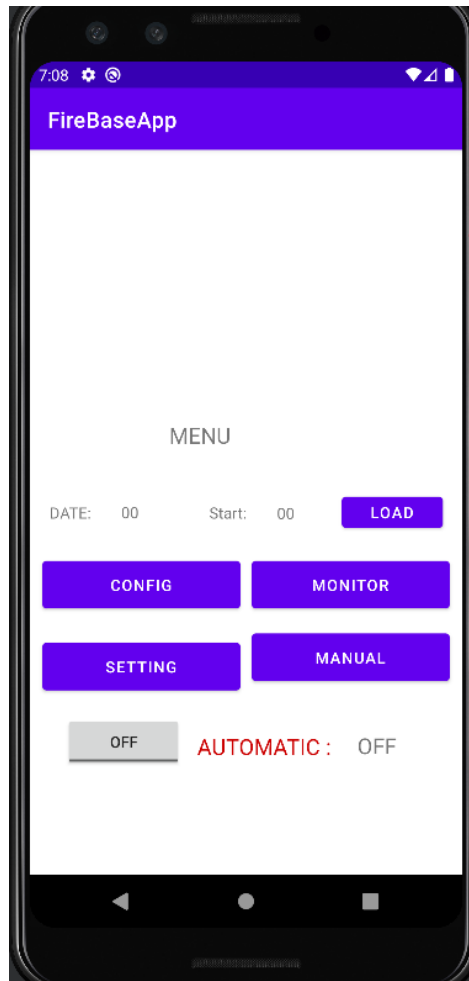 7:08
FireBaseApp
MENU
DATE: 00 Start: 00 LOAD
CONFIG MONITOR
SETTING MANUAL
OFF AUTOMATIC : OFF